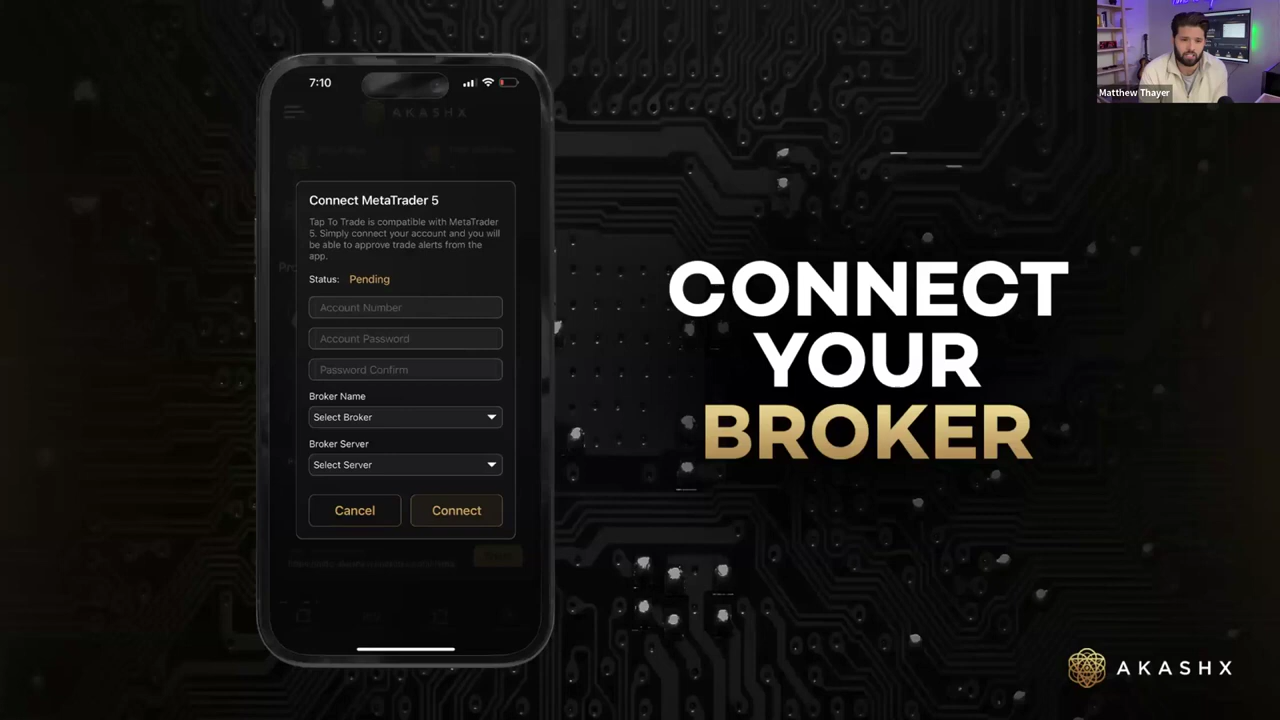 Matthew Thayer
7:10
AKASHX
Connect MetaTrader 5
Tap To Trade is compatible with MetaTrader
5. Simply connect your account and you will
be able to approve trade alerts from the
app.
Status: Pending
Account Number
Account Password
Password Confirm
Broker Name
Select Broker
Broker Server
Select Server
Cancel Connect
CONNECT
YOUR
BROKER
AKASHX